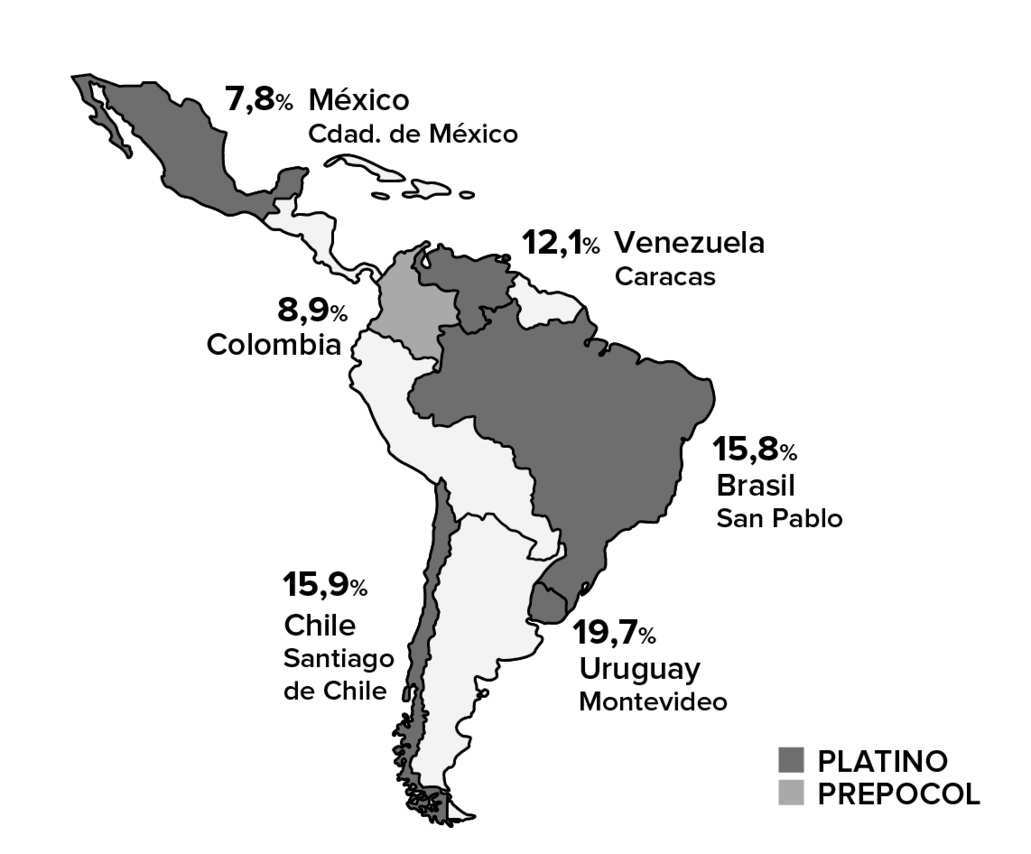 7,8% México
Cdad. de México
12,1% Venezuela
Caracas
8,9%
Colombia
15,8%
Brasil
San Pablo
15,9%
Chile
Santiago
de Chile
19,7%
Uruguay
Montevideo
PLATINO
PREPOCOL